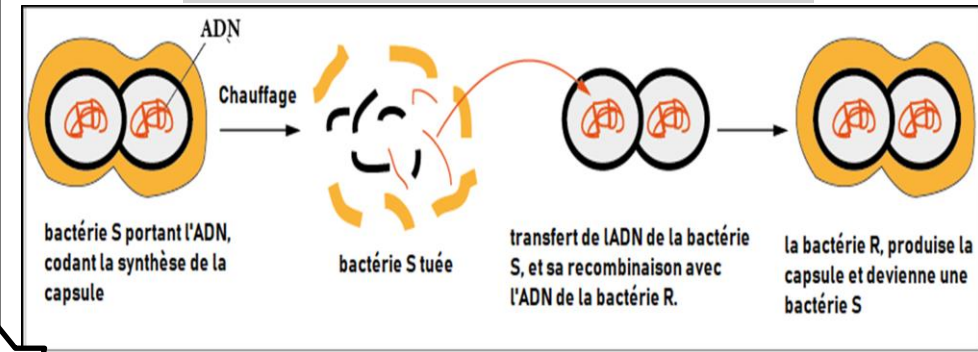 ADN
Chauffage
bactérie S portant l'ADN,
codant la synthèse de la
capsule
bactérie S tuée
transfert de lADN de la bactérie
S, et sa recombinaison avec
l'ADN de la bactérie R.
la bactérie R, produise la
capsule et devienne une
bactérie S